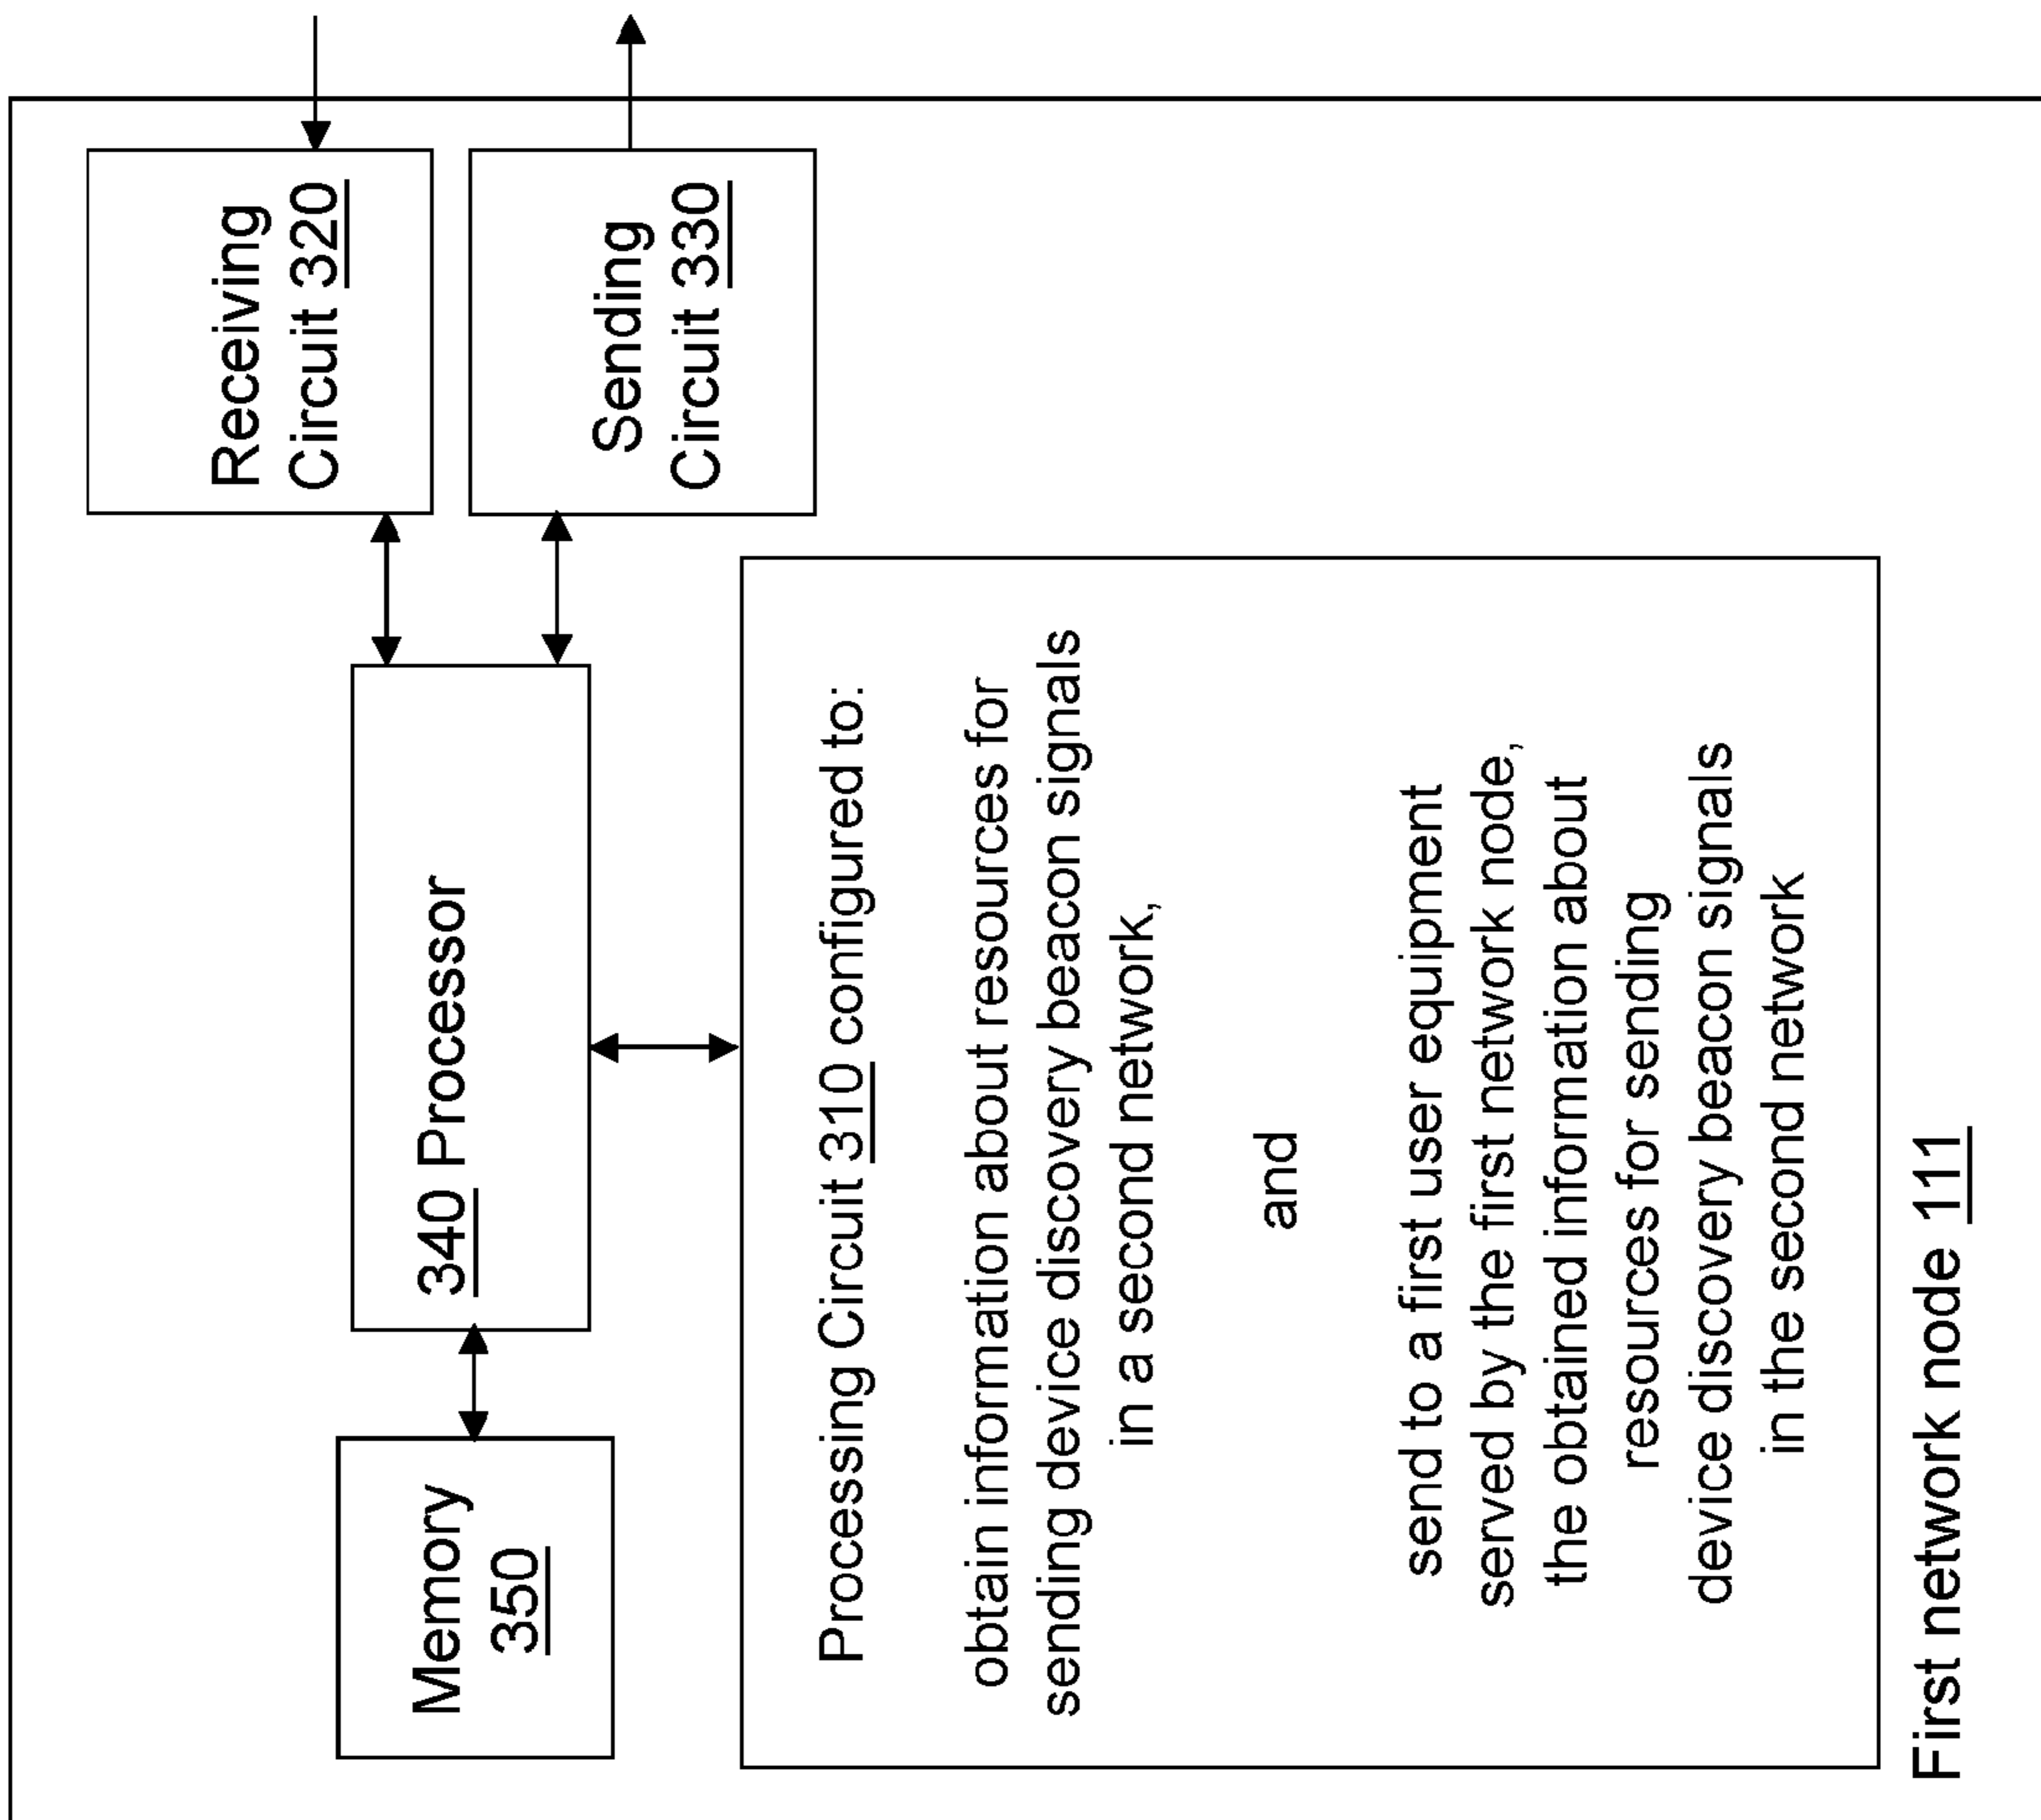 Receiving
Circuit 320
Sending
Circuit 330
340 Processor
Memory
350
Processing Circuit 310 configured to:
obtain information about resources for
sending device discovery beacon signals
in a second network,
and
send to a first user equipment
served by the first network node,
the obtained information about
resources for sending
device discovery beacon signals
in the second network
First network node 111